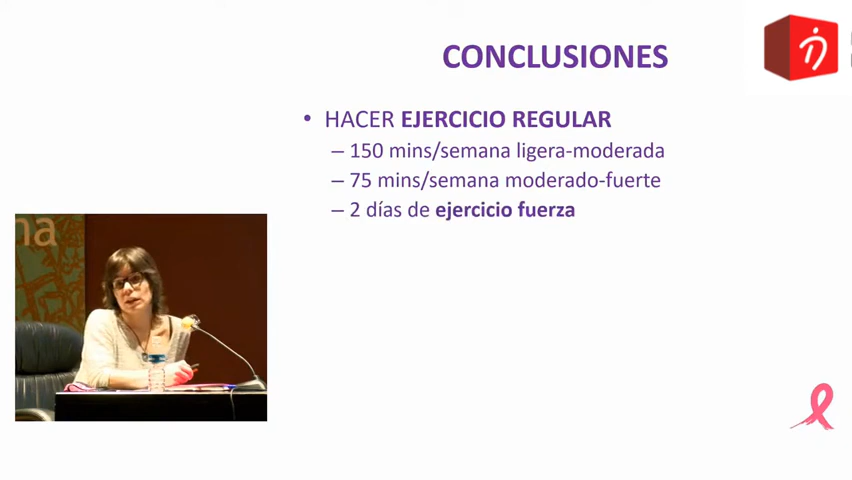 CONCLUSIONES
• HACER EJERCICIO REGULAR
– 150 mins/semana ligera-moderada
– 75 mins/semana moderado-fuerte
– 2 días de ejercicio fuerza
na